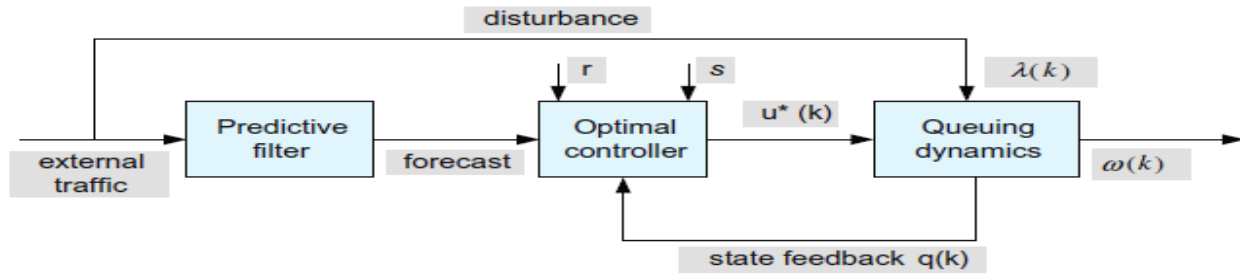 disturbance
r
s
λ(k)
u* (k)
Predictive
filter
Optimal
controller
Queuing
dynamics
external
traffic
forecast
ω(k)
state feedback q(k)